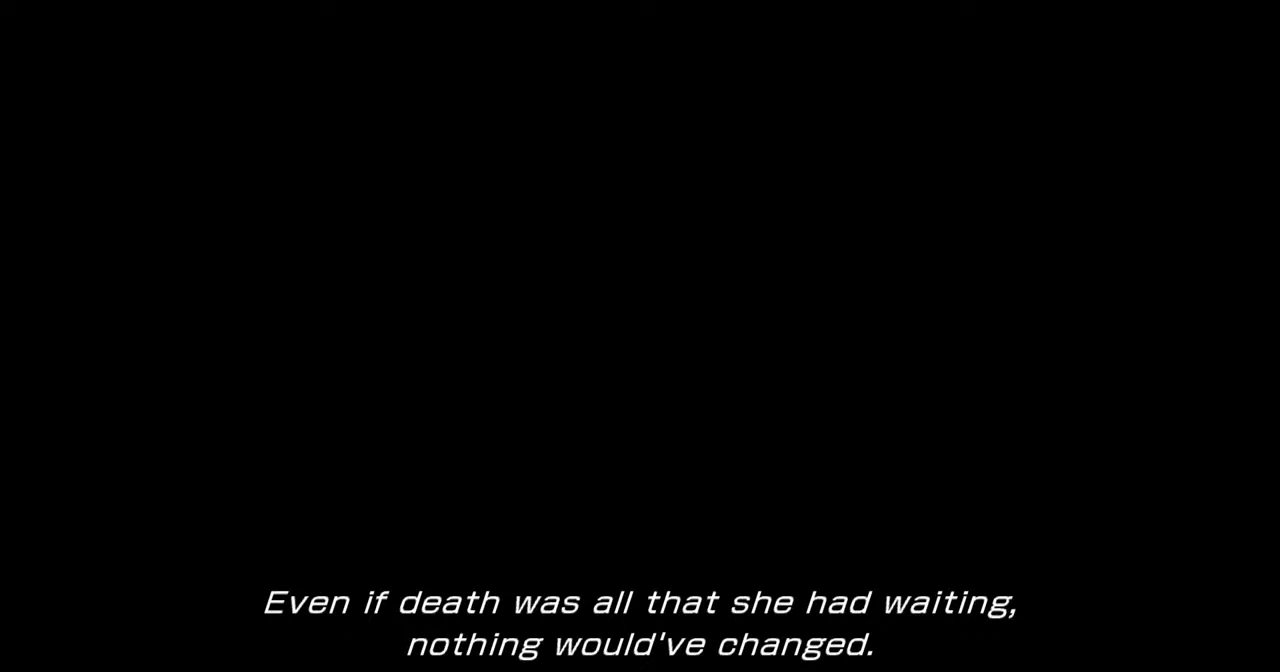 Even if death was all that she had waiting,
nothing would've changed.